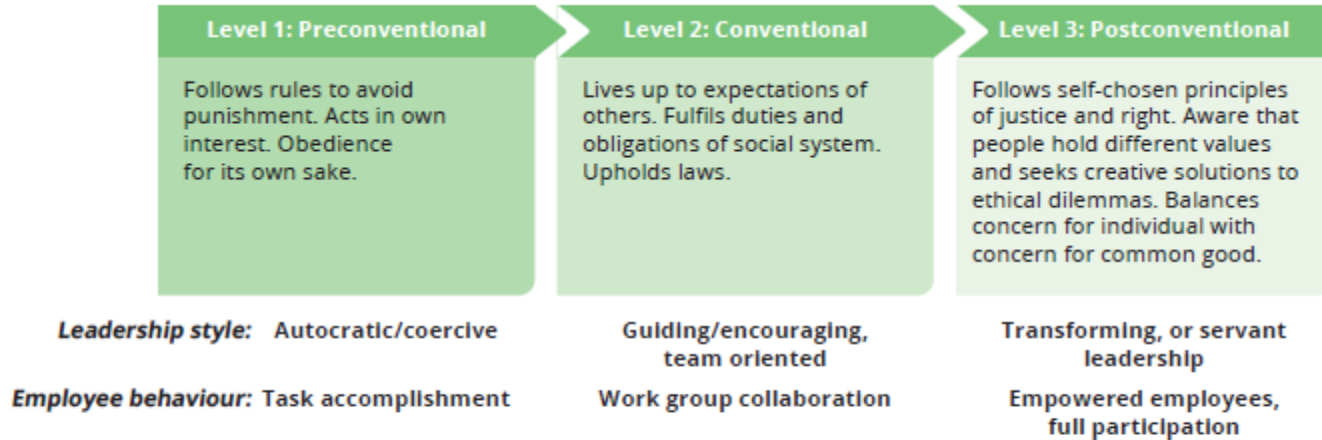 Level 1: Preconventional
Level 2: Conventional
Level 3: Postconventional
Follows rules to avoid
punishment. Acts in own
interest. Obedience
for its own sake.
Lives up to expectations of
others. Fulfils duties and
obligations of social system.
Upholds laws.
Follows self-chosen principles
of justice and right. Aware that
people hold different values
and seeks creative solutions to
ethical dilemmas. Balances
concern for individual with
concern for common good.
Leadership style: Autocratic/coercive
Guiding/encouraging,
team oriented
Transforming, or servant
leadership
Employee behaviour: Task accomplishment
Work group collaboration
Empowered employees,
full participation